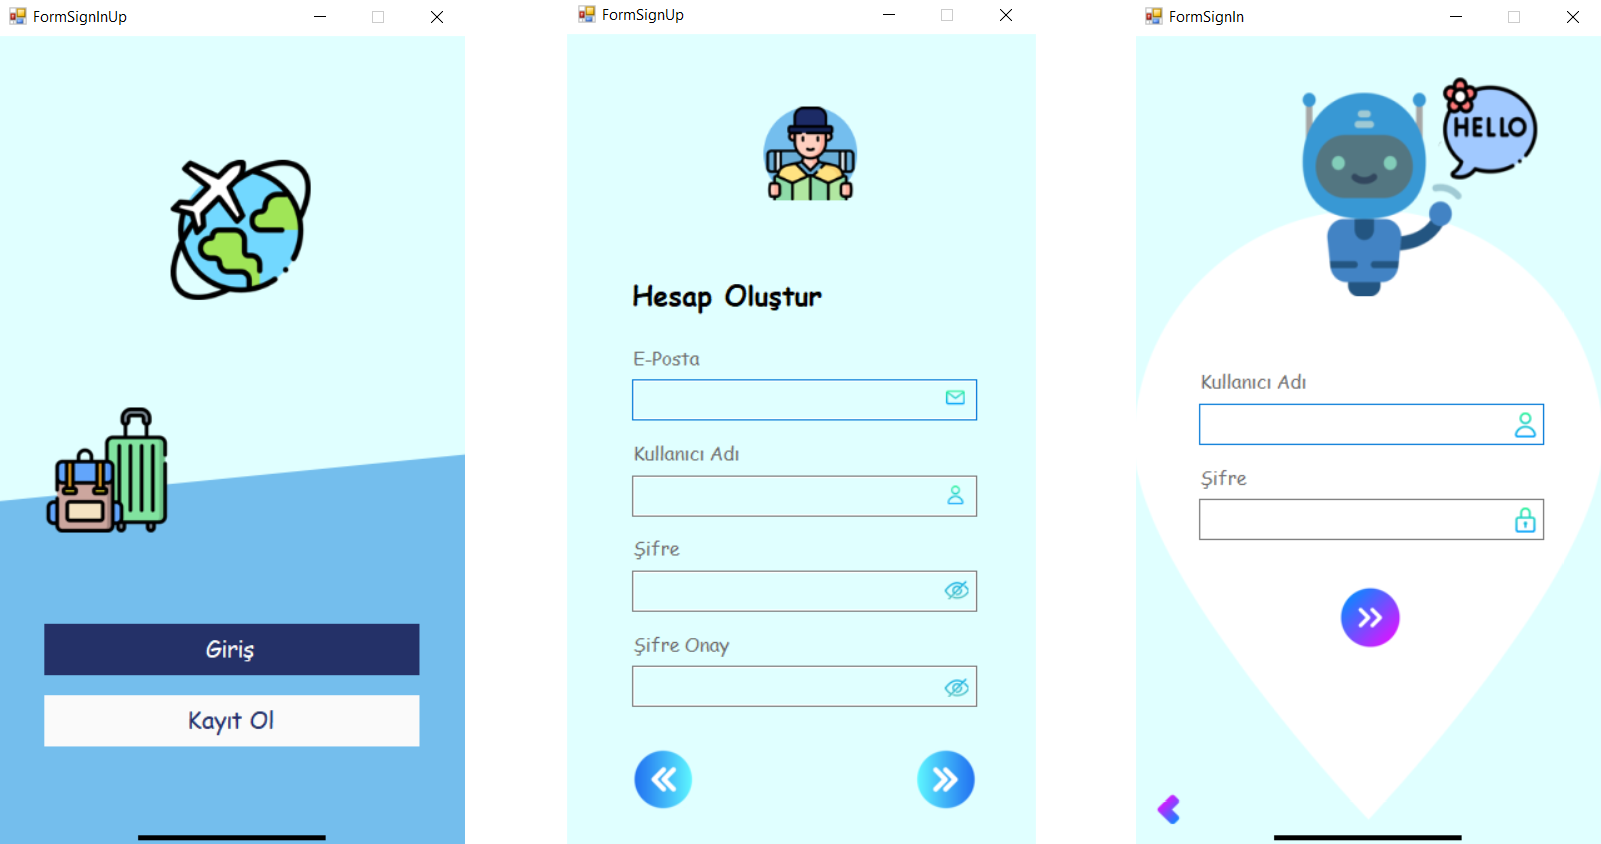 FormSignInUp
Giriş
Kayıt Ol
FormSignUp
Hesap Oluştur
E-Posta
Kullanıcı Adı
Şifre
Şifre Onay
FormSignIn
HELLO
Kullanıcı Adı
Şifre